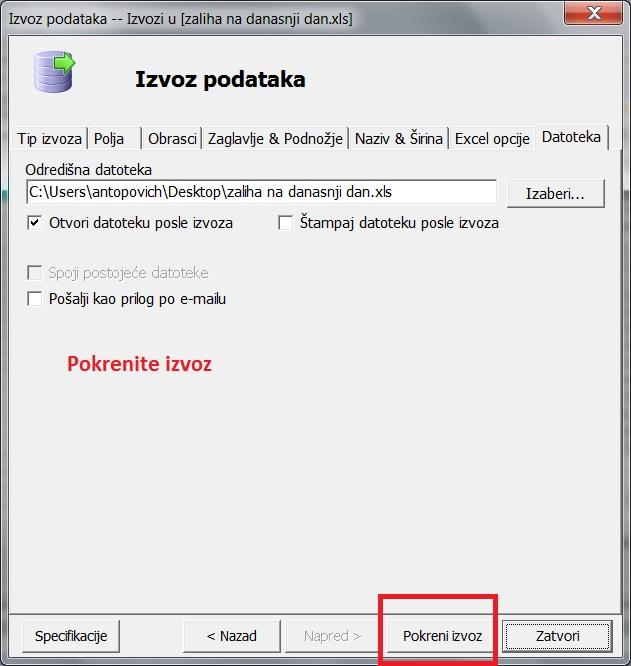 Izvoz podataka -- Izvozi u [zaliha na danasnji dan.xls]
Izvoz podataka
Tip izvoza Polja Obrasci Zaglavlje & Podnožje Naziv & Širina Excel opcije Datoteka
Odredišna datoteka
C:\Users\antopovich\Desktop\zaliha na danasnji dan.xls Izaberi...
Otvori datoteku posle izvoza Štampaj datoteku posle izvoza
Spoji postojeće datoteke
Pošalji kao prilog po e-mailu
Pokrenite izvoz
Specifikacije < Nazad Napred > Pokreni izvoz Zatvori